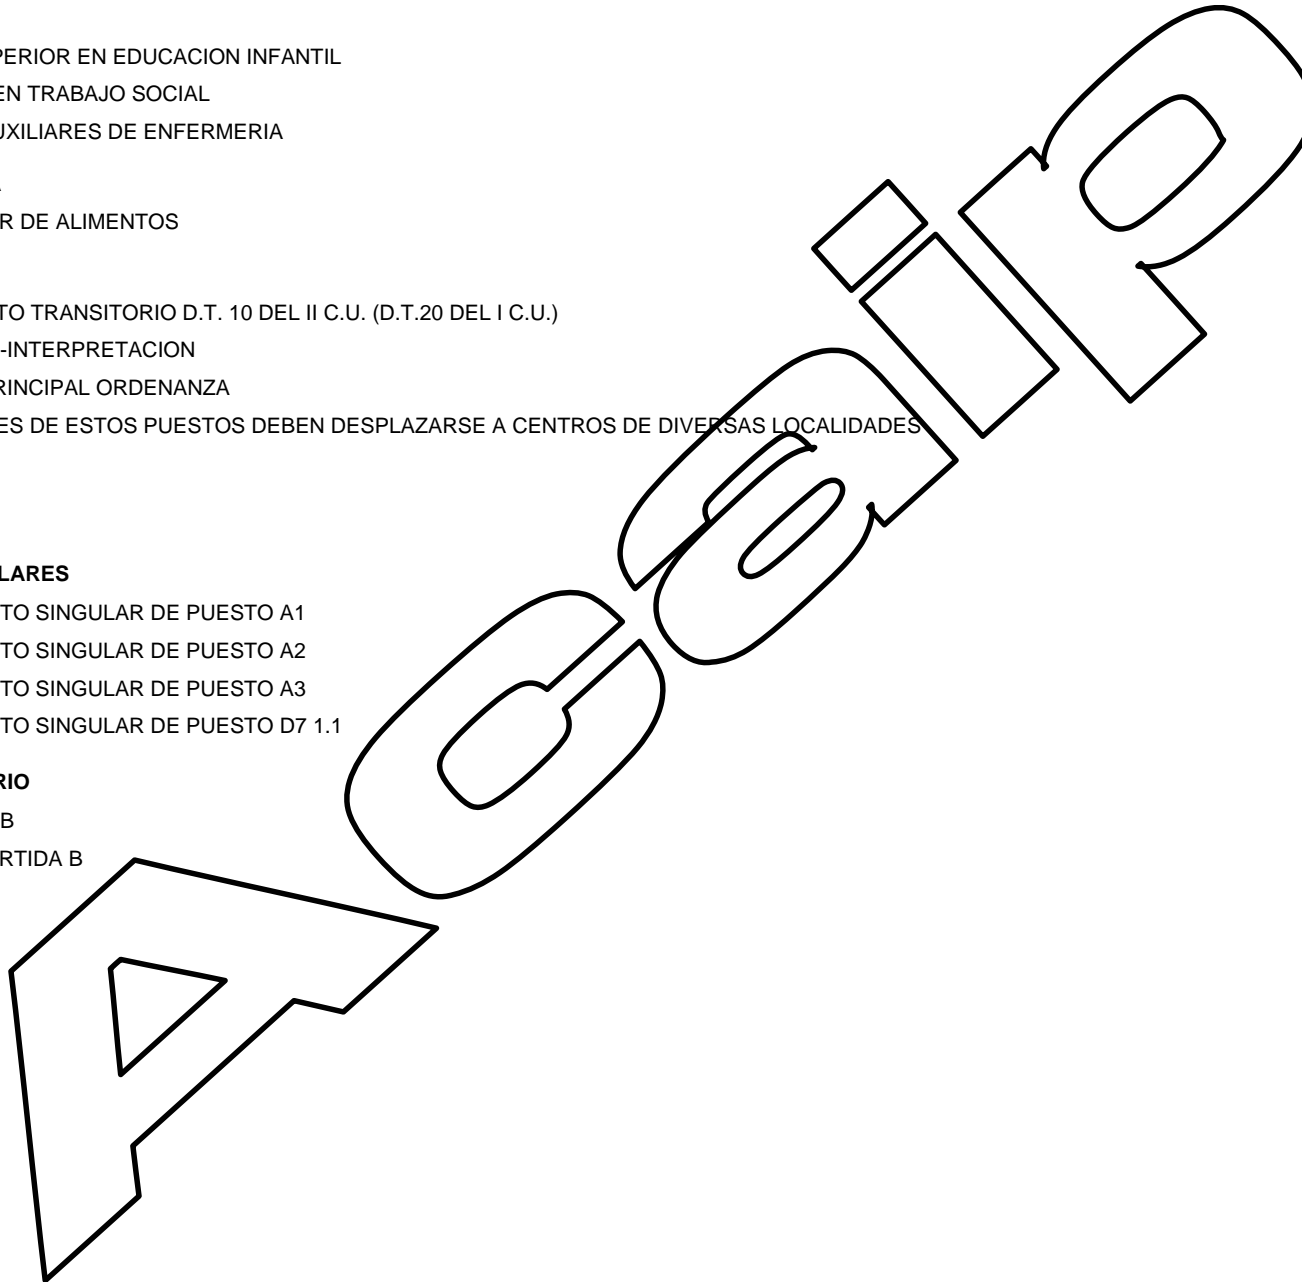 PERIOR EN EDUCACION INFANTIL
EN TRABAJO SOCIAL
UXILIARES DE ENFERMERIA
R DE ALIMENTOS
TO TRANSITORIO D.T. 10 DEL II C.U. (D.T.20 DEL I C.U.)
-INTERPRETACION
RINCIPAL ORDENANZA
ES DE ESTOS PUESTOS DEBEN DESPLAZARSE A CENTROS DE DIVERSAS LOCALIDADES
LARES
TO SINGULAR DE PUESTO A1
TO SINGULAR DE PUESTO A2
TO SINGULAR DE PUESTO A3
TO SINGULAR DE PUESTO D7 1.1
RIO
B
RTIDA B
Acaip